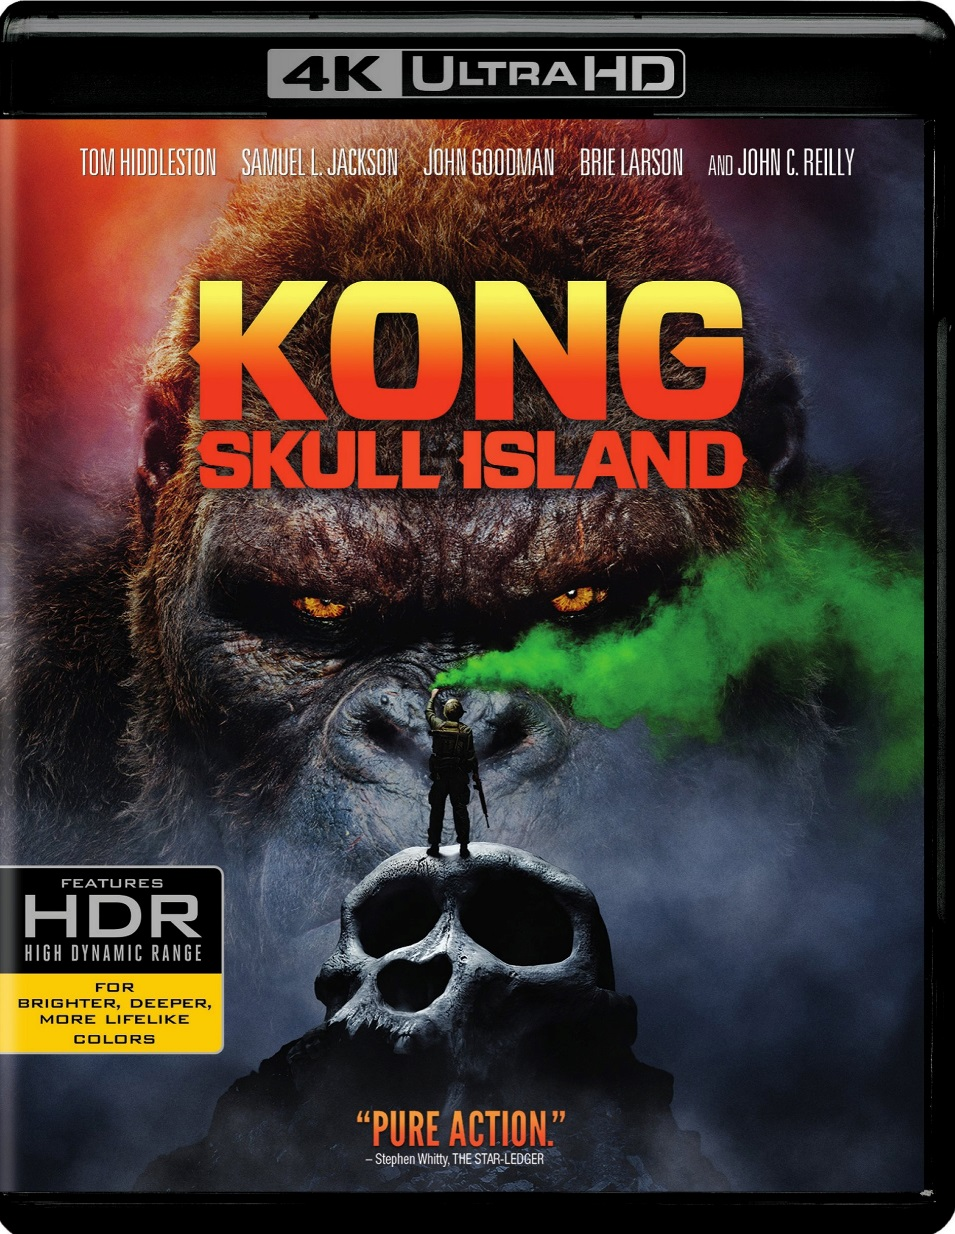 4K ULTRA HD
TOM HIDDLESTON SAMUEL L. JACKSON JOHN GOODMAN BRIE LARSON AND JOHN C. REILLY
KONG
SKULL ISLAND
FEATURES
HDR
HIGH DYNAMIC RANGE
FOR
BRIGHTER, DEEPER,
MORE LIFELIKE
COLORS
“PURE ACTION.”
– Stephen Whitty, THE STAR-LEDGER